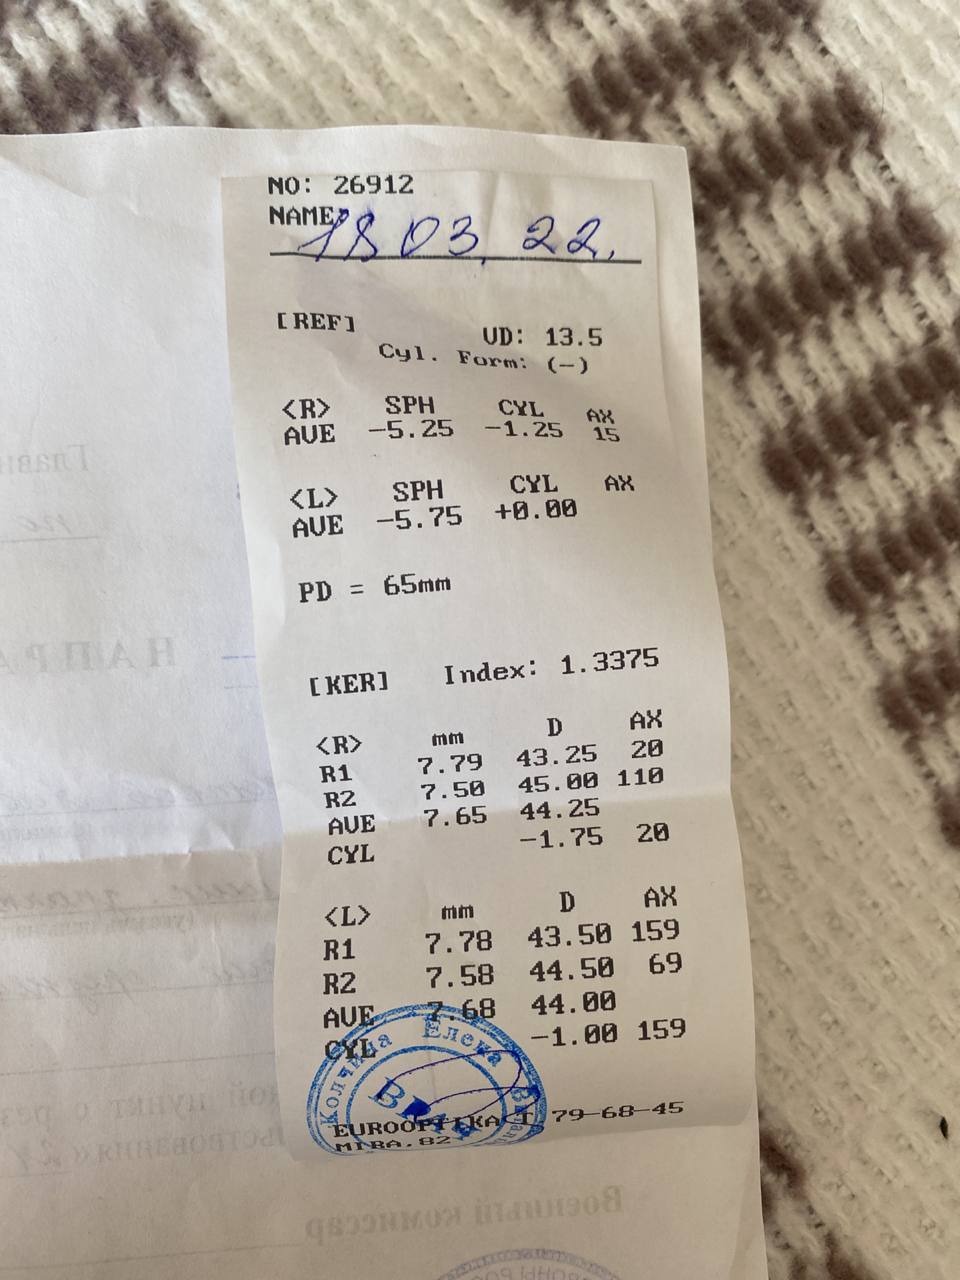 NO: 26912
NAME:
18 03. 22.
[REF]
VD: 13.5
Cyl. Form: (-)
<R> SPH CYL AX
AVE -5.25 -1.25 15
<L> SPH CYL AX
AVE -5.75 +0.00
PD = 65mm
[KER] Index: 1.3375
<R> mm D AX
R1 7.79 43.25 20
R2 7.50 45.00 110
AVE 7.65 44.25
CYL -1.75 20
<L> mm D AX
R1 7.78 43.50 159
R2 7.58 44.50 69
AVE 7.68 44.00
CYL -1.00 159
Елена
Врач
EUROOPTIKA T 79-68-45
MIRA.82
Военный комиссар